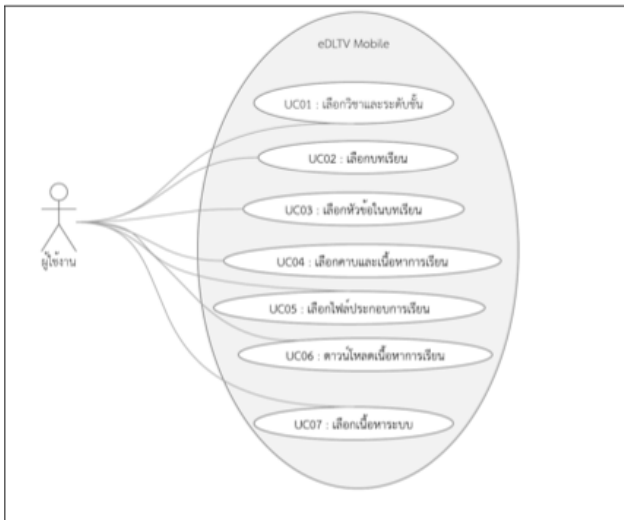 eDLTV Mobile
UC01 : เลือกวิชาและระดับชั้น
UC02 : เลือกบทเรียน
UC03 : เลือกหัวข้อในบทเรียน
ผู้ใช้งาน
UC04 : เลือกคาบและเนื้อหาการเรียน
UC05 : เลือกไฟล์ประกอบการเรียน
UC06 : ดาวน์โหลดเนื้อหาการเรียน
UC07 : เลือกเนื้อหาระบบ